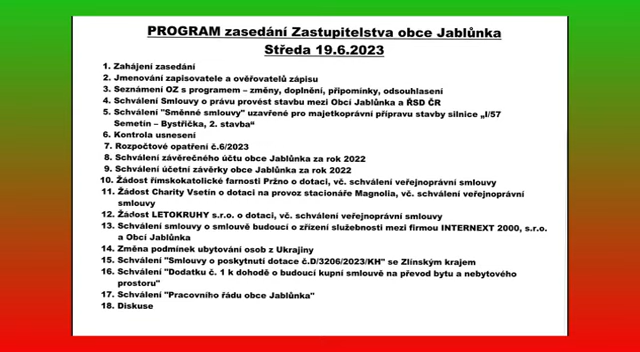 PROGRAM zasedání Zastupitelstva obce Jablůnka
Středa 19.6.2023
1. Zahájení zasedání
2. Jmenování zapisovatele a ověřovatelů zápisu
3. Seznámení OZ s programem – změny, doplnění, připomínky, odsouhlasení
4. Schválení Smlouvy o právu provést stavbu mezi Obcí Jablůnka a ŘSD ČR
5. Schválení "Směnné smlouvy" uzavřené pro majetkoprávní přípravu stavby silnice „I/57
Semetín – Bystřička, 2. stavba“
6. Kontrola usnesení
7. Rozpočtové opatření č.6/2023
8. Schválení závěrečného účtu obce Jablůnka za rok 2022
9. Schválení účetní závěrky obce Jablůnka za rok 2022
10. Žádost římskokatolické farnosti Pržno o dotaci, vč. schválení veřejnoprávní smlouvy
11. Žádost Charity Vsetín o dotaci na provoz stacionáře Magnolia, vč. schválení veřejnoprávní
smlouvy
12. Žádost LETOKRUHY s.r.o. o dotaci, vč. schválení veřejnoprávní smlouvy
13. Schválení smlouvy o smlouvě budoucí o zřízení služebnosti mezi firmou INTERNEXT 2000, s.r.o.
a Obcí Jablůnka
14. Změna podmínek ubytování osob z Ukrajiny
15. Schválení "Smlouvy o poskytnutí dotace č.D/3206/2023/KH" se Zlínským krajem
16. Schválení "Dodatku č. 1 k dohodě o budoucí kupní smlouvě na převod bytu a nebytového
prostoru"
17. Schválení "Pracovního řádu obce Jablůnka"
18. Diskuse